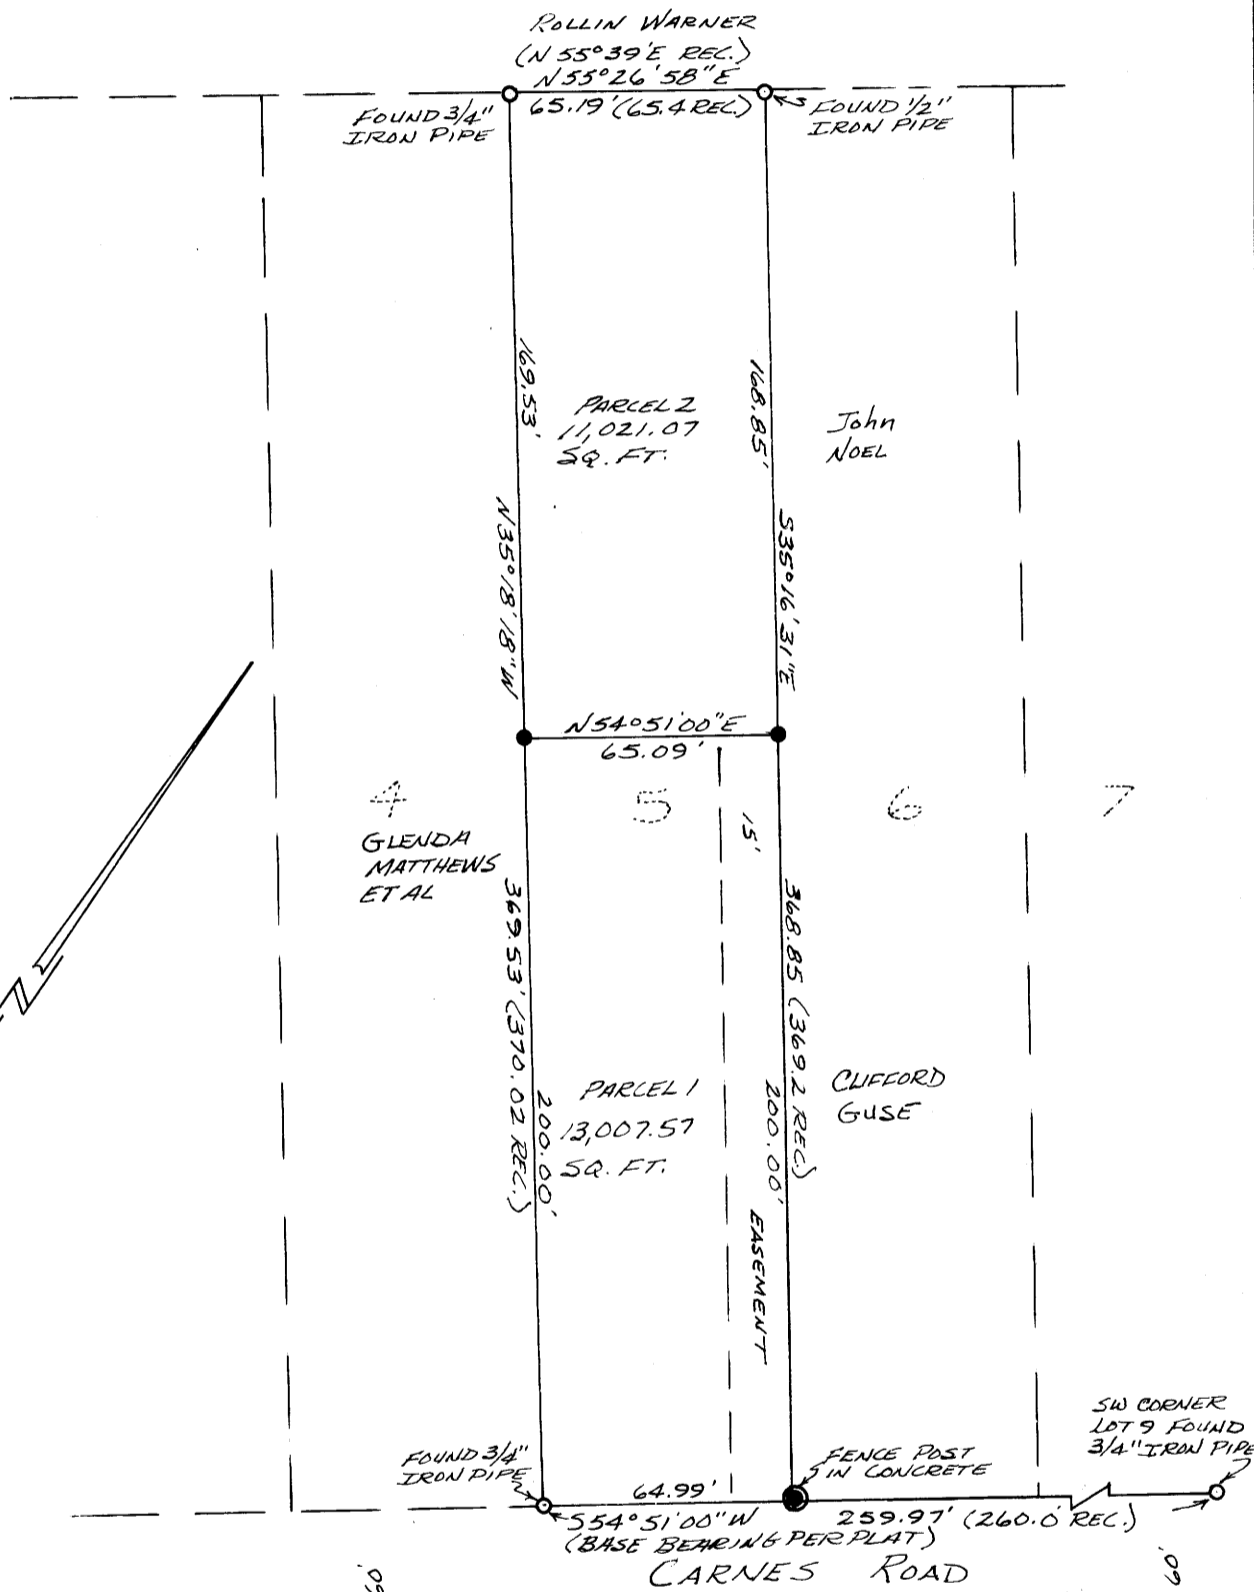 ROLLIN WARNER
(N 55°39'E REC.)
N55°26'58"E
65.19' (65.4 REC.)
FOUND 3/4"
IRON PIPE
FOUND 1/2"
IRON PIPE
169.53'
PARCEL 2
11,021.07
SQ. FT.
168.85'
John
NOEL
N35°18'18"W
S35°16'31"E
N54°51'00"E
65.09'
4
5
6
7
15'
GLENDA
MATTHEWS
ET AL
369.53' (370.02 REC.)
368.85 (369.2 REC.)
PARCEL 1
13,007.57
SQ. FT.
200.00'
200.00'
CLIFFORD
GUSE
EASEMENT
SW CORNER
LOT 9 FOUND
3/4" IRON PIPE
FOUND 3/4"
IRON PIPE
FENCE POST
IN CONCRETE
64.99'
S54°51'00"W
259.97' (260.0' REC.)
(BASE BEARING PER PLAT)
CARNES ROAD